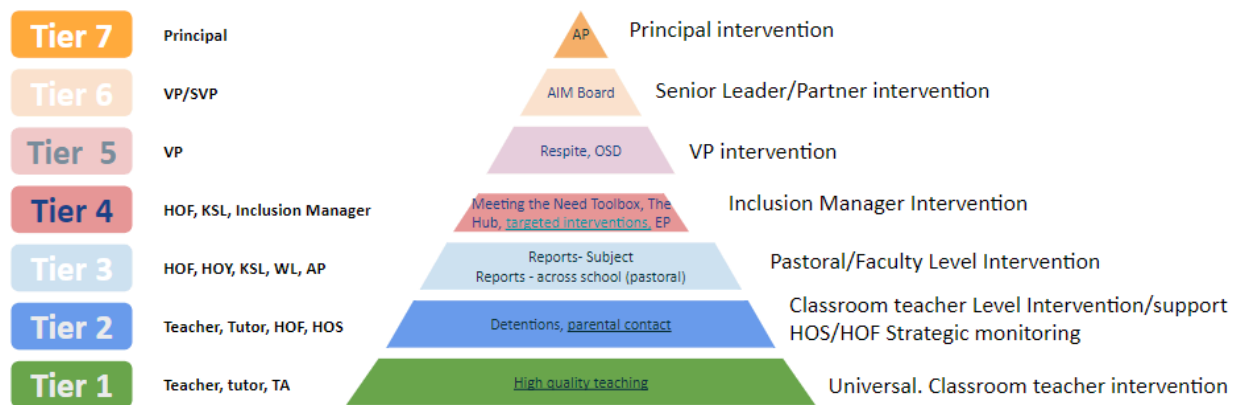 Tier 7
Principal
AP
Principal intervention
Tier 6
VP/SVP
AIM Board
Senior Leader/Partner intervention
Tier 5
VP
Respite, OSD
VP intervention
Tier 4
HOF, KSL, Inclusion Manager
Meeting the Need Toolbox, The
Hub, targeted interventions, EP
Inclusion Manager Intervention
Tier 3
HOF, HOY, KSL, WL, AP
Reports- Subject
Reports - across school (pastoral)
Pastoral/Faculty Level Intervention
Tier 2
Teacher, Tutor, HOF, HOS
Detentions, parental contact
Classroom teacher Level Intervention/support
HOS/HOF Strategic monitoring
Tier 1
Teacher, tutor, TA
High quality teaching
Universal. Classroom teacher intervention